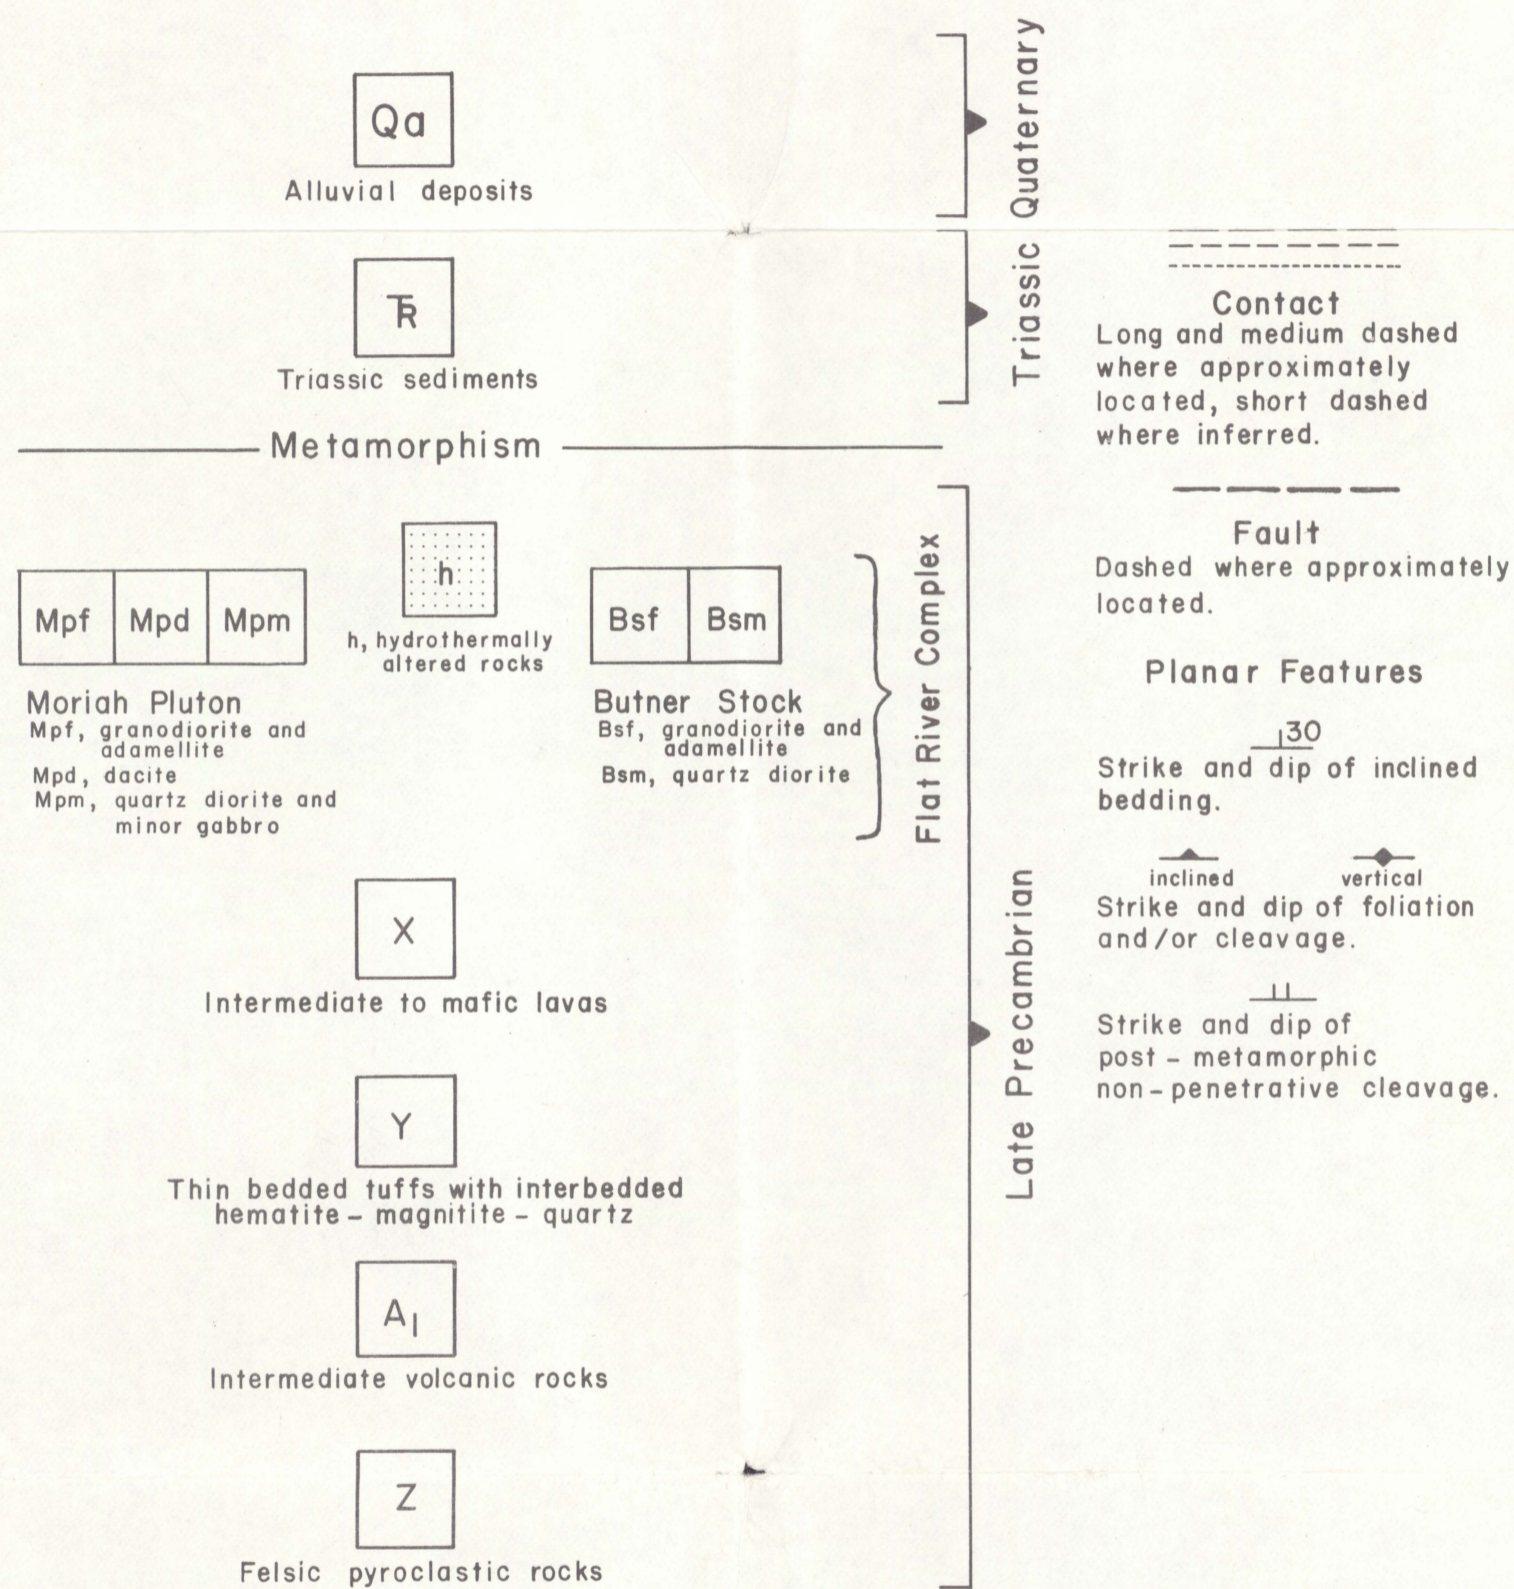 Qa
Alluvial deposits
Quaternary
TR
Triassic sediments
Triassic
Metamorphism
Mpf Mpd Mpm
Moriah Pluton
Mpf, granodiorite and
adamellite
Mpd, dacite
Mpm, quartz diorite and
minor gabbro
h
h, hydrothermally
altered rocks
Bsf Bsm
Butner Stock
Bsf, granodiorite and
adamellite
Bsm, quartz diorite
Flat River Complex
X
Intermediate to mafic lavas
Y
Thin bedded tuffs with interbedded
hematite - magnitite - quartz
A1
Intermediate volcanic rocks
Z
Felsic pyroclastic rocks
Late Precambrian
Contact
Long and medium dashed
where approximately
located, short dashed
where inferred.
Fault
Dashed where approximately
located.
Planar Features
30
Strike and dip of inclined
bedding.
inclined vertical
Strike and dip of foliation
and/or cleavage.
Strike and dip of
post - metamorphic
non - penetrative cleavage.